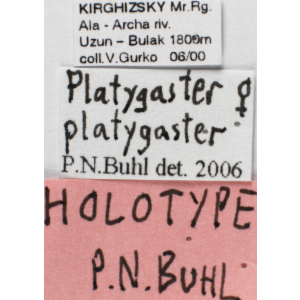 KIRGHIZSKY Mr.Rg.
Ala - Archa riv.
Uzun – Bulak 1800m
coll.V.Gurko 06/00
Platygaster ♀
platygaster
P.N.Buhl det. 2006
HOLOTYPE
P.N.BUHL